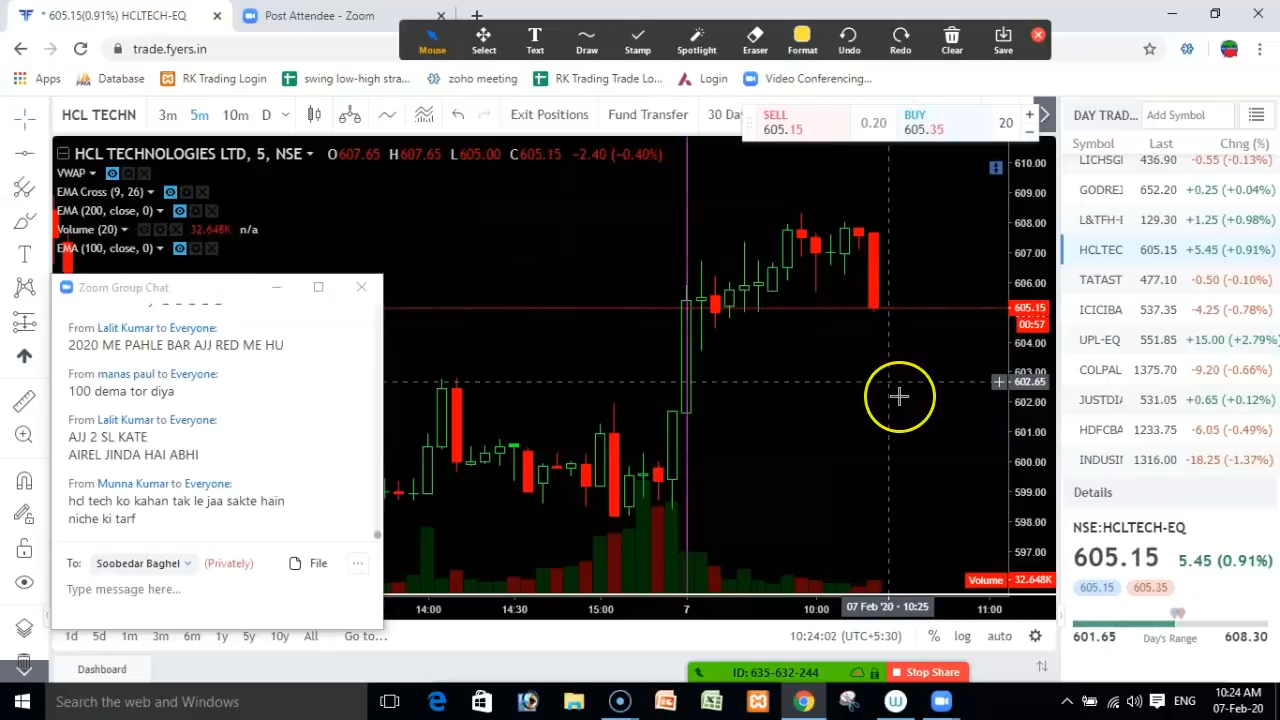 * 605.15(0.91%) HCLTECH-EQ
Post Attendee - Zoom
trade.fyers.in
Mouse Select Text Draw Stamp Spotlight Eraser Format Undo Redo Clear Save
Apps Database RK Trading Login swing low-high stra... zoho meeting RK Trading Trade Lo... Login Video Conferencing...
HCL TECHN 3m 5m 10m D Exit Positions Fund Transfer 30 Da
SELL
605.15
0.20
BUY
605.35
20
HCL TECHNOLOGIES LTD, 5, NSE O607.65 H607.65 L605.00 C605.15 -2.40 (-0.40%)
VWAP
EMA Cross (9, 26)
EMA (200, close, 0)
Volume (20) 32.648K n/a
EMA (100, close, 0)
Zoom Group Chat
From Lalit Kumar to Everyone:
2020 ME PAHLE BAR AJJ RED ME HU
From manas paul to Everyone:
100 dema tor diya
From Lalit Kumar to Everyone:
AJJ 2 SL KATE
AIREL JINDA HAI ABHI
From Munna Kumar to Everyone:
hcl tech ko kahan tak le jaa sakte hain
niche ki tarf
To: Soobedar Baghel (Privately) File ...
Type message here...
610.00
609.00
608.00
607.00
606.00
605.15
00:57
604.00
603.00
602.65
602.00
601.00
600.00
599.00
598.00
597.00
Volume 32.648K
14:00 14:30 15:00 7 10:00 07 Feb '20 - 10:25 11:00
1d 5d 1m 3m 6m 1y 5y 10y All Go to... 10:24:02 (UTC+5:30) % log auto
Dashboard
ID: 635-632-244 Stop Share
DAY TRAD... Add Symbol
Symbol Last Chng (%)
LICHSGI 436.90 -0.55 (-0.13%)
GODREJ 652.20 +0.25 (+0.04%)
L&TFH-E 129.30 +1.25 (+0.98%)
HCLTEC 605.15 +5.45 (+0.91%)
TATAST 477.10 -0.50 (-0.10%)
ICICIBA 537.35 -4.25 (-0.78%)
UPL-EQ 551.85 +15.00 (+2.79%
COLPAL 1375.70 -9.20 (-0.66%)
JUSTDIA 531.05 +0.65 (+0.12%)
HDFCBA 1233.75 -6.05 (-0.49%)
INDUSIN 1316.00 -18.25 (-1.37%)
Details
NSE:HCLTECH-EQ
605.15 5.45 (0.91%)
605.15 605.35
601.65 Day's Range 608.30
Search Windows and Windows
ENG
10:24 AM
07-Feb-20